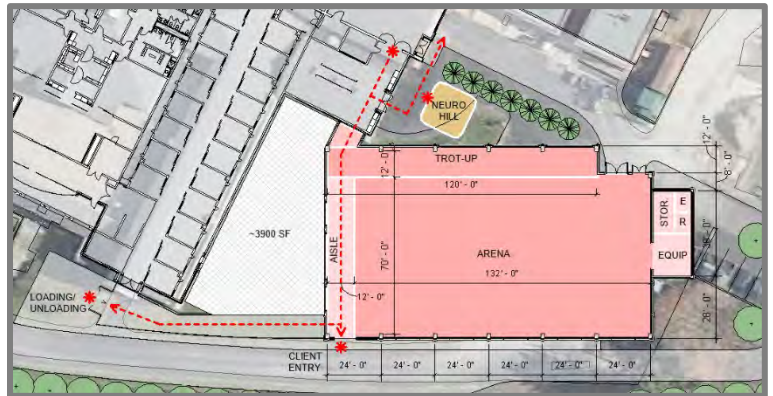 NEURO
HILL
TROT-UP
12' - 0"
12' - 0"
8' - 0"
120' - 0"
~3900 SF
AISLE
70' - 0"
ARENA
132' - 0"
12' - 0"
STOR.
E
R
EQUIP
28' - 0"
LOADING/
UNLOADING
CLIENT
ENTRY
24' - 0"
24' - 0"
24' - 0"
24' - 0"
24' - 0"
24' - 0"